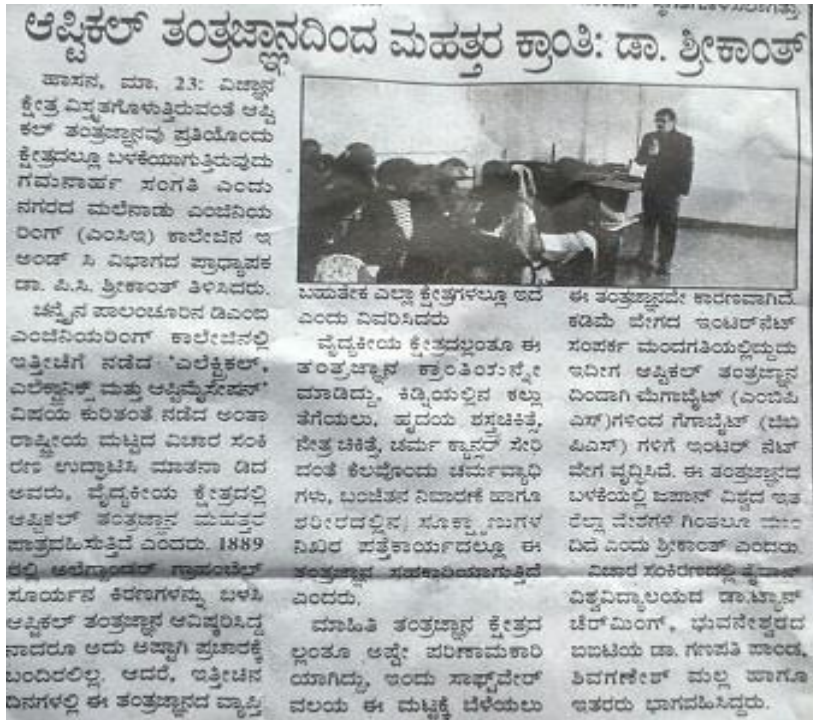 ಆಪ್ಟಿಕಲ್ ತಂತ್ರಜ್ಞಾನದಿಂದ ಮಹತ್ತರ ಕ್ರಾಂತಿ: ಡಾ. ಶ್ರೀಕಾಂತ್
ಹಾಸನ, ಮಾ. 23: ವಿಜ್ಞಾನ
ಕ್ಷೇತ್ರ ವಿಸ್ತೃತಗೊಳುತ್ತಿರುವಂತೆ ಆಪ್ಟಿ
ಕಲ್ ತಂತ್ರಜ್ಞಾನವು ಪ್ರತಿಯೊಂದು
ಕ್ಷೇತ್ರದಲ್ಲೂ ಬಳಕೆಯಾಗುತ್ತಿರುವುದು
ಗಮನಾರ್ಹ ಸಂಗತಿ ಎಂದು
ನಗರದ ಮಲೆನಾಡು ಎಂಜಿನಿಯ
ರಿಂಗ್ (ಎಂಸಿಇ) ಕಾಲೇಜಿನ ಇ
ಅಂಡ್ ಸಿ ವಿಭಾಗದ ಪ್ರಾಧ್ಯಾಪಕ
ಡಾ. ಪಿ.ಸಿ. ಶ್ರೀಕಾಂತ್ ತಿಳಿಸಿದರು.
ಚನ್ನೈನ ಪಾಲಂಚೂರಿನ ಡಿಎಂಐ
ಎಂಜಿನಿಯರಿಂಗ್ ಕಾಲೇಜಿನಲ್ಲಿ
ಇತ್ತೀಚೆಗೆ ನಡೆದ 'ಎಲೆಕ್ಟ್ರಿಕಲ್,
ಎಲೆಕ್ಟ್ರಾನಿಕ್ಸ್ ಮತ್ತು ಆಪ್ಟಿಮೈಸೇಷನ್'
ವಿಷಯ ಕುರಿತಂತೆ ನಡೆದ ಅಂತಾ
ರಾಷ್ಟ್ರೀಯ ಮಟ್ಟದ ವಿಚಾರ ಸಂಕಿ
ರಣ ಉದ್ಘಾಟಿಸಿ ಮಾತನಾ ಡಿದ
ಅವರು, ವೈದ್ಯಕೀಯ ಕ್ಷೇತ್ರದಲ್ಲಿ
ಆಪ್ಟಿಕಲ್ ತಂತ್ರಜ್ಞಾನ ಮಹತ್ತರ
ಪಾತ್ರವಹಿಸುತ್ತಿದೆ ಎಂದರು. 1889
ರಲ್ಲಿ ಅಲೆಗ್ಸಾಂಡರ್ ಗ್ರಾಹಂಬೆಲ್
ಸೂರ್ಯನ ಕಿರಣಗಳನ್ನು ಬಳಸಿ
ಆಪ್ಟಿಕಲ್ ತಂತ್ರಜ್ಞಾನ ಆವಿಷ್ಕರಿಸಿದ್ದ
ನಾದರೂ ಅದು ಅಷ್ಟಾಗಿ ಪ್ರಚಾರಕ್ಕೆ
ಬಂದಿರಲಿಲ್ಲ. ಆದರೆ, ಇತ್ತೀಚಿನ
ದಿನಗಳಲ್ಲಿ ಈ ತಂತ್ರಜ್ಞಾನದ ವ್ಯಾಪ್ತಿ
ಬಹುತೇಕ ಎಲ್ಲಾ ಕ್ಷೇತ್ರಗಳಲ್ಲೂ ಇದೆ
ಎಂದು ವಿವರಿಸಿದರು
ವೈದ್ಯಕೀಯ ಕ್ಷೇತ್ರದಲ್ಲಂತೂ ಈ
ತಂತ್ರಜ್ಞಾನ ಕ್ರಾಂತಿಯನ್ನೇ
ಮಾಡಿದ್ದು, ಕಿಡ್ನಿಯಲ್ಲಿನ ಕಲ್ಲು
ತೆಗೆಯಲು, ಹೃದಯ ಶಸ್ತ್ರಚಿಕಿತ್ಸೆ,
ನೇತ್ರ ಚಿಕಿತ್ಸೆ, ಚರ್ಮ ಕ್ಯಾನ್ಸರ್ ಸೇರಿ
ದಂತೆ ಕೆಲವೊಂದು ಚರ್ಮವ್ಯಾಧಿ
ಗಳು, ಬಂಜೆತನ ನಿವಾರಣೆ ಹಾಗೂ
ಶರೀರದಲ್ಲಿನ ಸೂಕ್ಷ್ಮಾಣುಗಳ
ನಿಖರ ಪತ್ತೆಕಾರ್ಯದಲ್ಲೂ ಈ
ತಂತ್ರಜ್ಞಾನ ಸಹಕಾರಿಯಾಗುತ್ತಿದೆ
ಎಂದರು.
ಮಾಹಿತಿ ತಂತ್ರಜ್ಞಾನ ಕ್ಷೇತ್ರದ
ಲ್ಲಂತೂ ಅಷ್ಟೇ ಪರಿಣಾಮಕಾರಿ
ಯಾಗಿದ್ದು, ಇಂದು ಸಾಫ್ಟ್‌ವೇರ್
ವಲಯ ಈ ಮಟ್ಟಕ್ಕೆ ಬೆಳೆಯಲು
ಈ ತಂತ್ರಜ್ಞಾನವೇ ಕಾರಣವಾಗಿದೆ.
ಕಡಿಮೆ ವೇಗದ ಇಂಟರ್‌ನೆಟ್
ಸಂಪರ್ಕ ಮಂದಗತಿಯಲ್ಲಿದ್ದುದು
ಇದೀಗ ಆಪ್ಟಿಕಲ್ ತಂತ್ರಜ್ಞಾನ
ದಿಂದಾಗಿ ಮೆಗಾಬೈಟ್ (ಎಂಬಿಪಿ
ಎಸ್)ಗಳಿಂದ ಗೆಗಾಬೈಟ್ (ಜಿಬಿ
ಪಿಎಸ್) ಗಳಿಗೆ ಇಂಟರ್ ನೆಟ್
ವೇಗ ವೃದ್ಧಿಸಿದೆ. ಈ ತಂತ್ರಜ್ಞಾನದ
ಬಳಕೆಯಲ್ಲಿ ಜಪಾನ್ ವಿಶ್ವದ ಇತ
ರೆಲ್ಲಾ ದೇಶಗಳಿ ಗಿಂತಲೂ ಮುಂ
ದಿದೆ ಎಂದು ಶ್ರೀಕಾಂತ್ ಎಂದರು.
ವಿಚಾರ ಸಂಕಿರಣದಲ್ಲಿ ತೈವಾನ್
ವಿಶ್ವವಿದ್ಯಾಲಯದ ಡಾ.ಟ್ಯಾನ್
ಚೆರ್‌ಮಿಂಗ್, ಭುವನೇಶ್ವರದ
ಐಐಟಿಯ ಡಾ. ಗಣಪತಿ ಪಾಂಡ,
ಶಿವಗಣೇಶ್ ಮಲ್ಲ ಹಾಗೂ
ಇತರರು ಭಾಗವಹಿಸಿದ್ದರು.